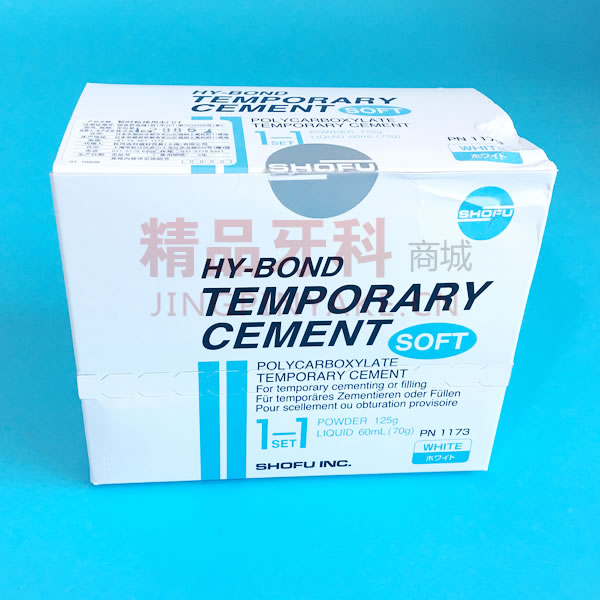 HY-BOND
TEMPORARY
CEMENT SOFT
POLYCARBOXYLATE
TEMPORARY CEMENT
1-1 SET
POWDER 125g
LIQUID 60mL (70g)
PN 1173
WHITE
ホワイト
SHOFU
SHOFU
精品牙科 商城
HY-BOND
TEMPORARY
CEMENT SOFT
POLYCARBOXYLATE
TEMPORARY CEMENT
For temporary cementing or filling
Für temporäres Zementieren oder Füllen
Pour scellement ou obturation provisoire
1-1 SET
POWDER 125g
LIQUID 60mL (70g) PN 1173
WHITE
ホワイト
SHOFU INC.